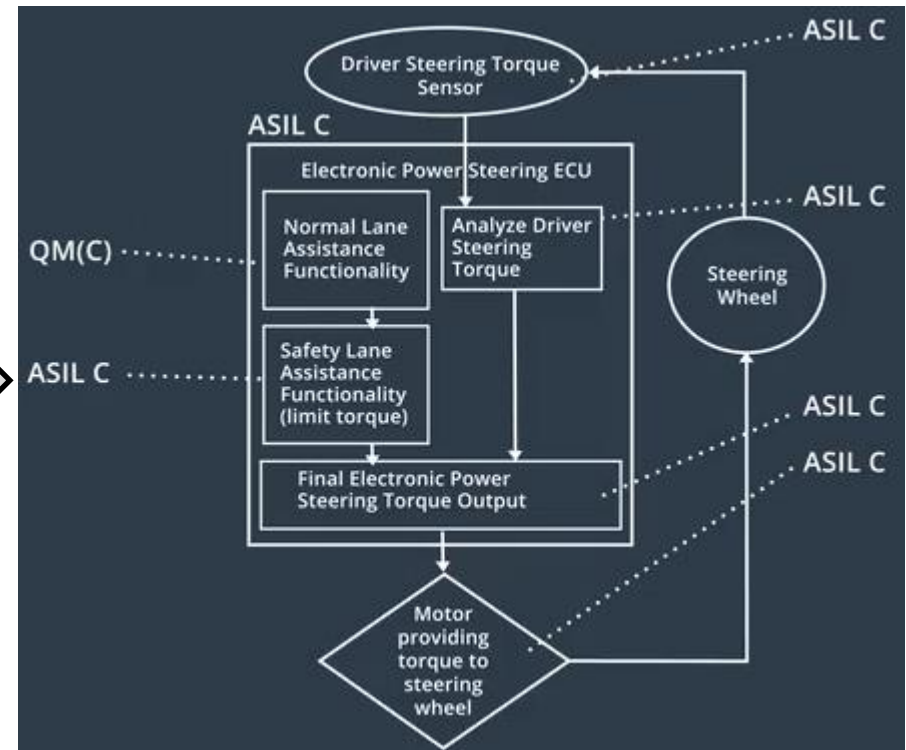 ASIL C
Driver Steering Torque
Sensor
ASIL C
Electronic Power Steering ECU
ASIL C
Normal Lane
Assistance
Functionality
Analyze Driver
Steering
Torque
QM(C)
Steering
Wheel
ASIL C
Safety Lane
Assistance
Functionality
(limit torque)
ASIL C
ASIL C
Final Electronic Power
Steering Torque Output
Motor
providing
torque to
steering
wheel